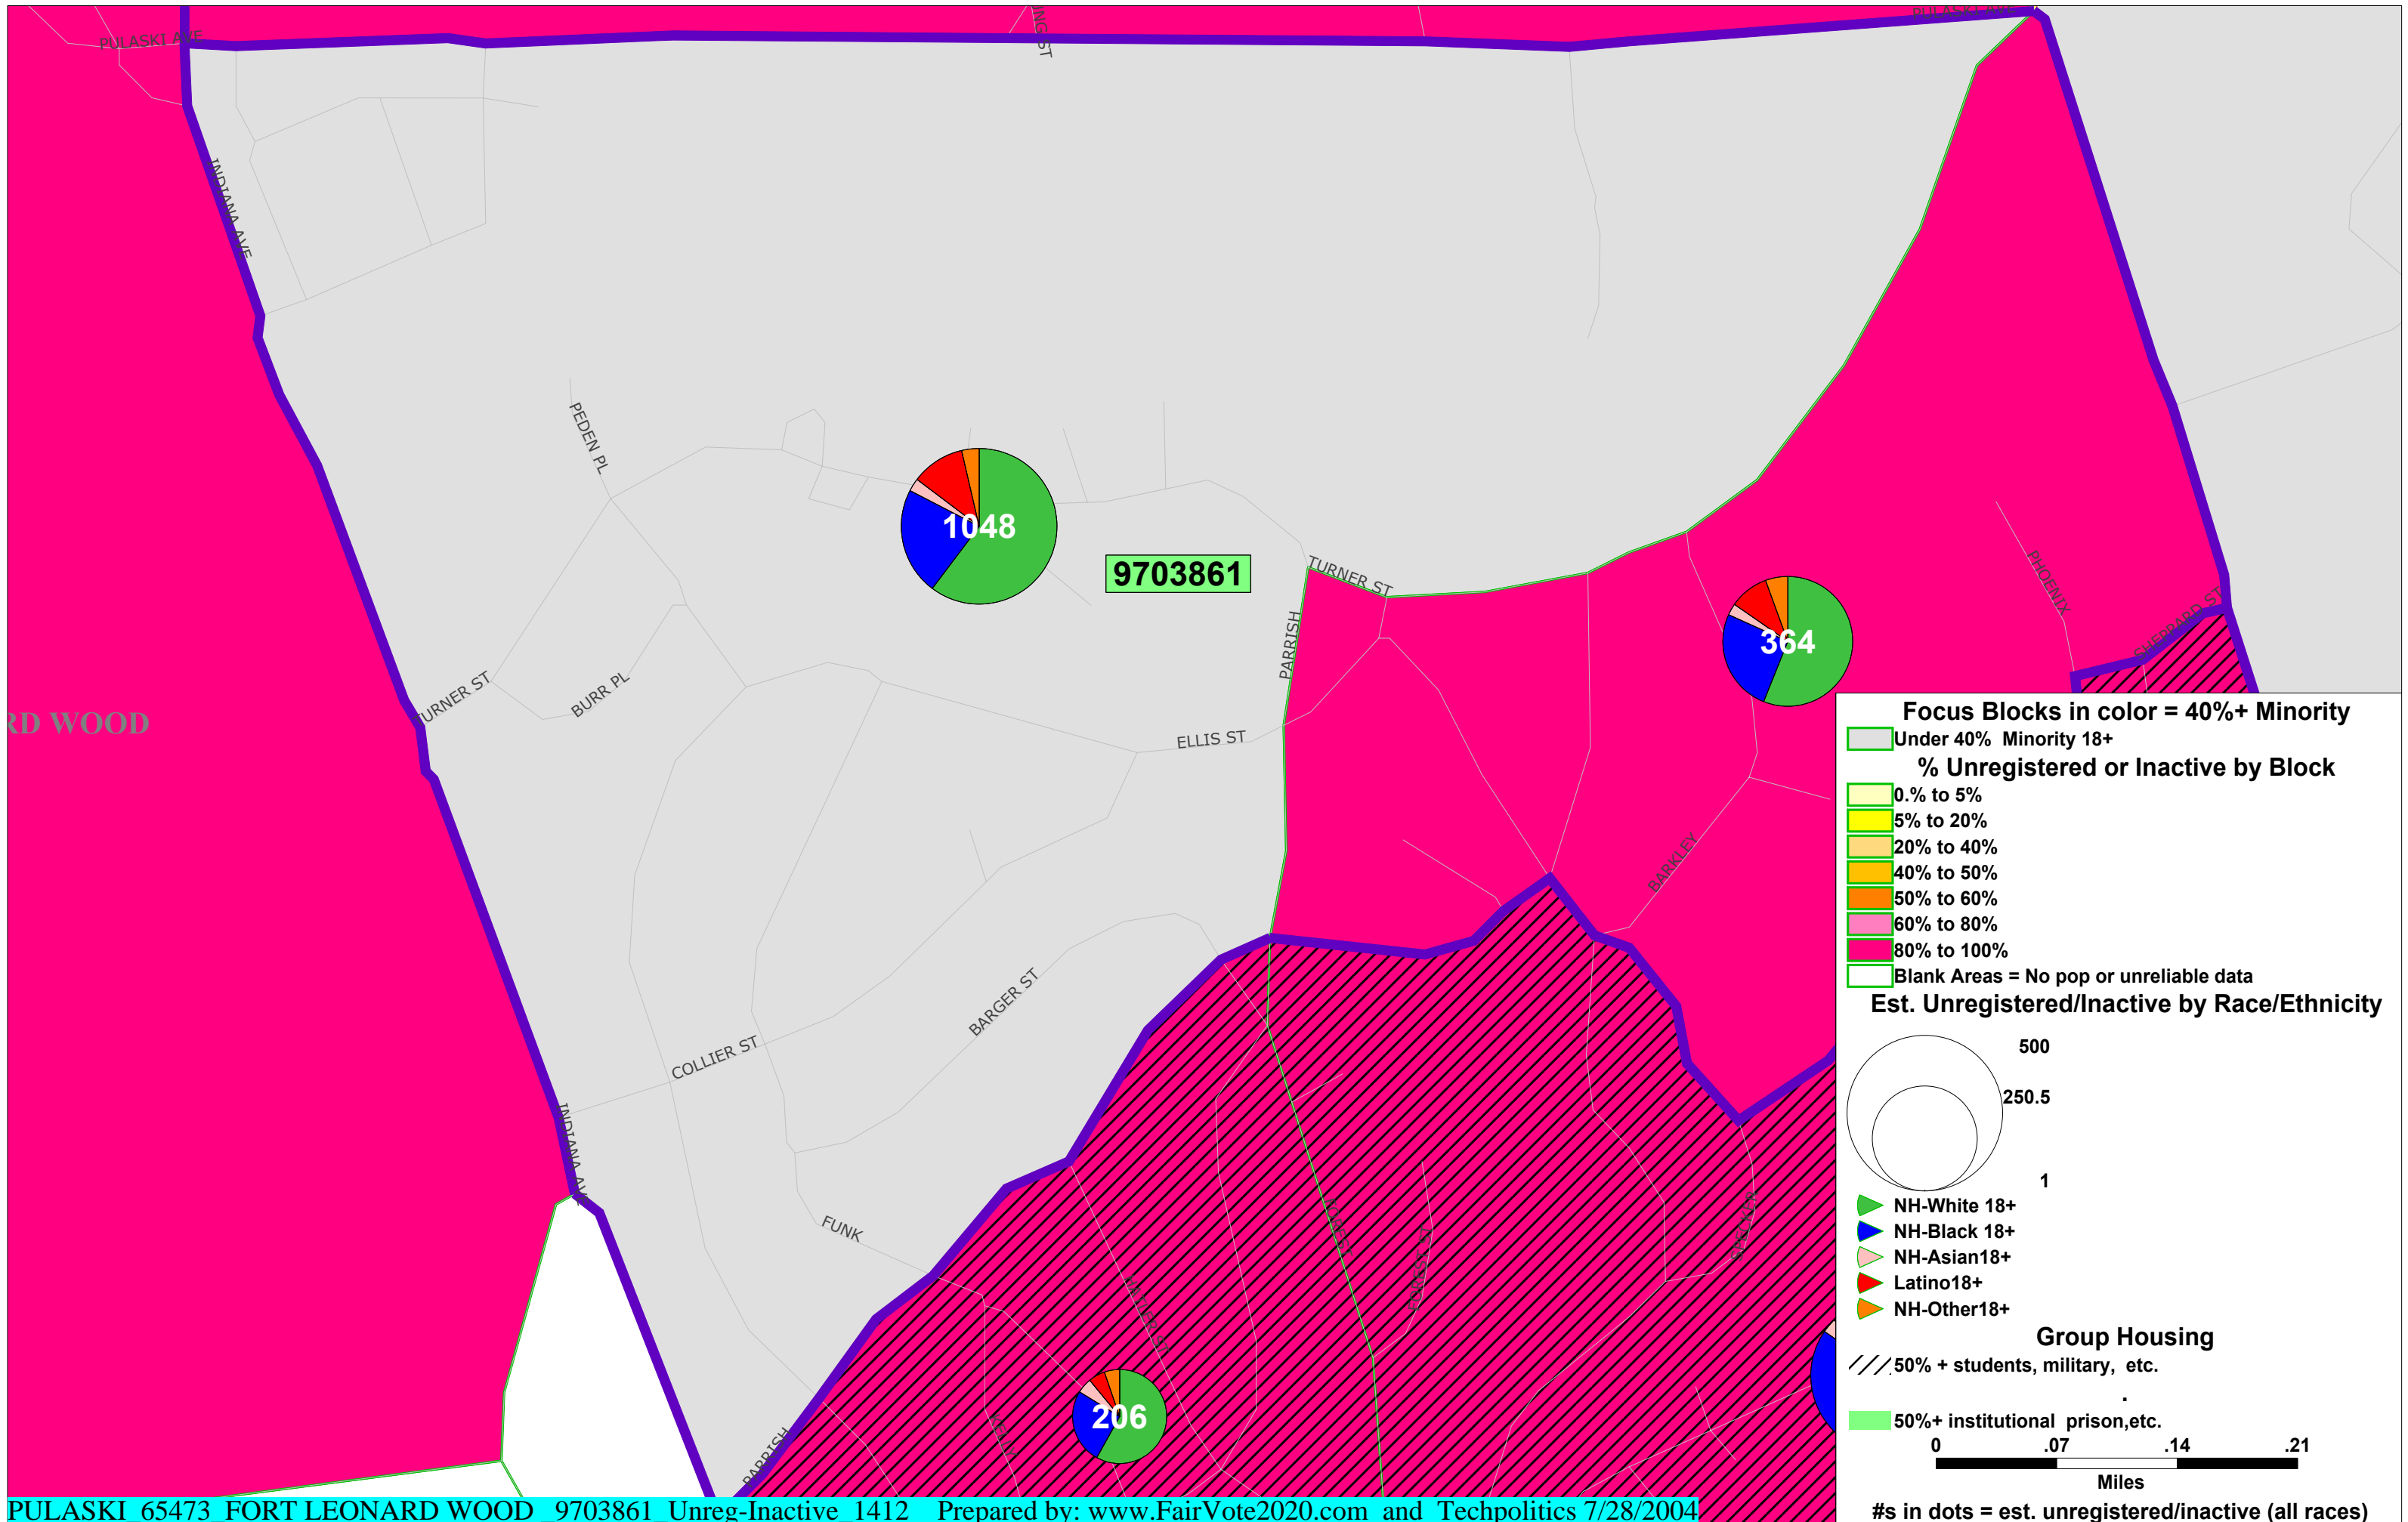 PULASKI AVE
PULASKI AVE
INDIANA AVE
PEDEN PL
1048
9703861
TURNER ST
PARRISH
364
PHOENIX
SHEPPARD ST
TURNER ST
BURR PL
RD WOOD
ELLIS ST
BARKLEY
BARGER ST
COLLIER ST
INDIANA AVE
FUNK
FOREST ST
SPECKER
206
KELLY
PARRISH
Focus Blocks in color = 40%+ Minority
Under 40% Minority 18+
% Unregistered or Inactive by Block
0.% to 5%
5% to 20%
20% to 40%
40% to 50%
50% to 60%
60% to 80%
80% to 100%
Blank Areas = No pop or unreliable data
Est. Unregistered/Inactive by Race/Ethnicity
500
250.5
1
NH-White 18+
NH-Black 18+
NH-Asian18+
Latino18+
NH-Other18+
Group Housing
50% + students, military, etc.
.
50%+ institutional prison,etc.
0 .07 .14 .21
Miles
#s in dots = est. unregistered/inactive (all races)
PULASKI 65473 FORT LEONARD WOOD 9703861 Unreg-Inactive 1412 Prepared by: www.FairVote2020.com and Techpolitics 7/28/2004